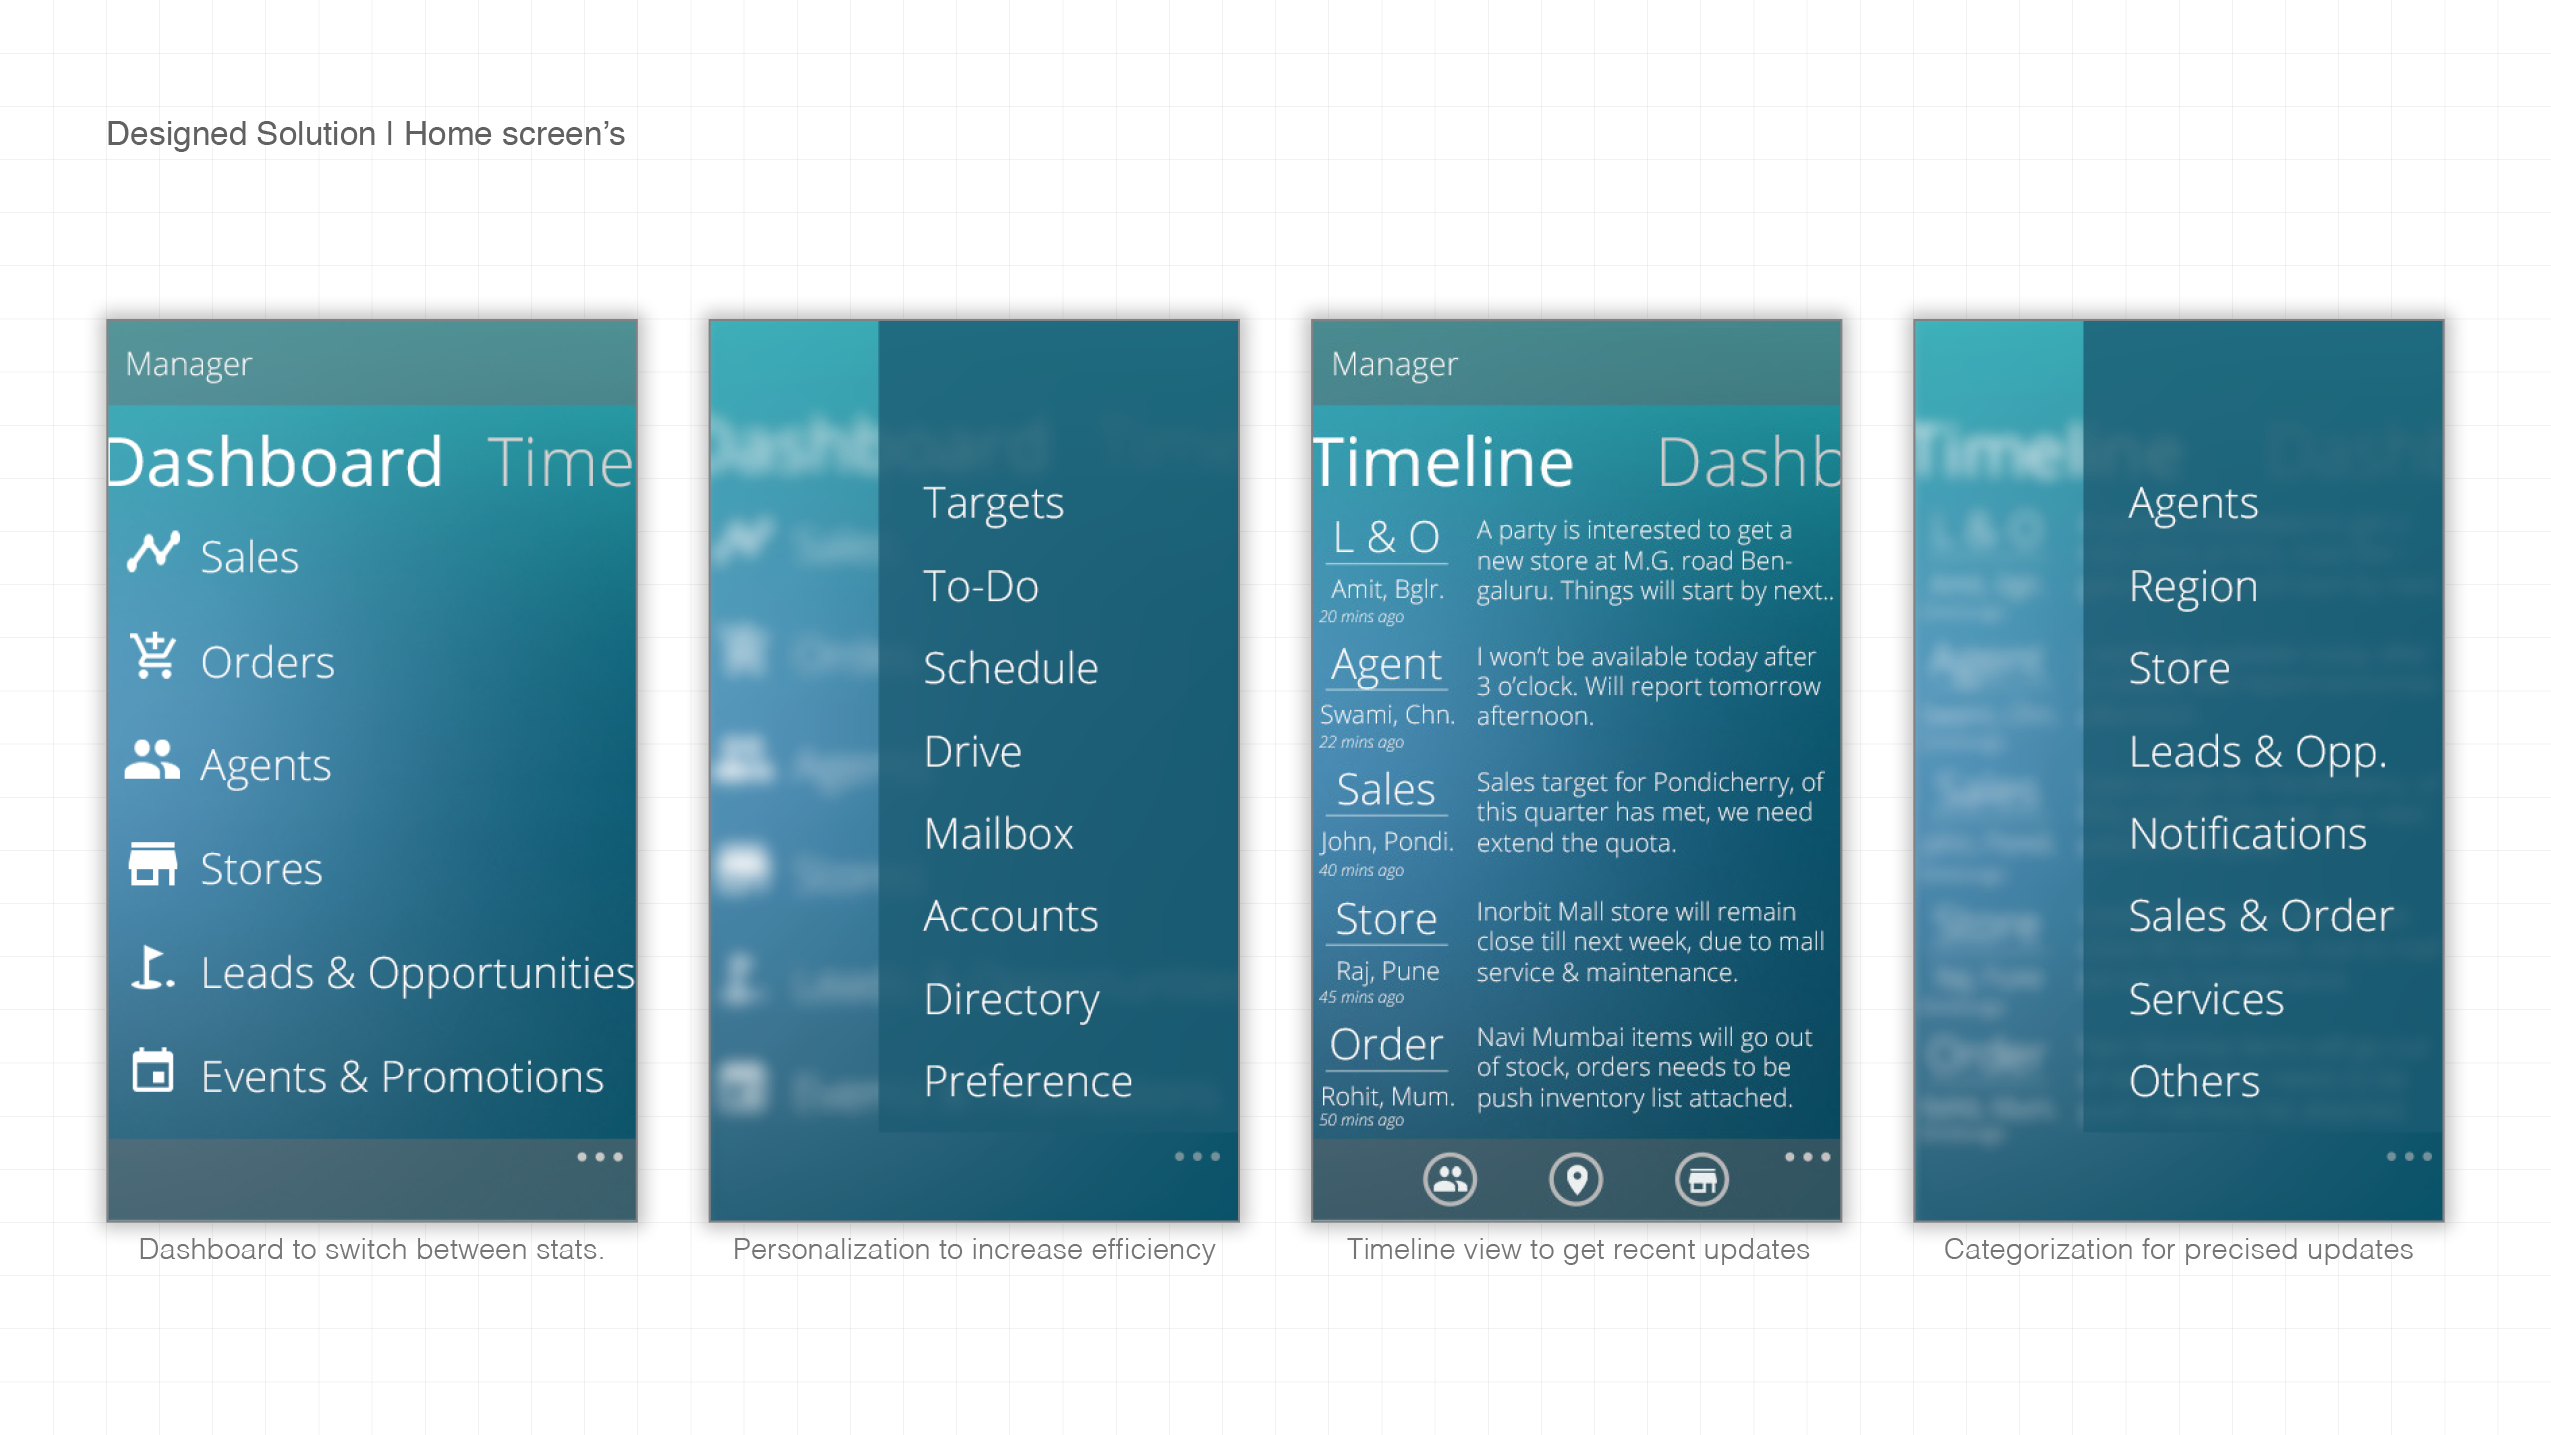 Designed Solution | Home screen's
Manager
Dashboard Time
Sales
Orders
Agents
Stores
Leads & Opportunities
Events & Promotions
Dashboard to switch between stats.
Dashboard
Targets
To-Do
Schedule
Drive
Mailbox
Accounts
Directory
Preference
Personalization to increase efficiency
Manager
Timeline Dashb
L & O
Amit, Bglr.
20 mins ago
A party is interested to get a
new store at M.G. road Ben-
galuru. Things will start by next..
Agent
Swami, Chn.
22 mins ago
I won't be available today after
3 o'clock. Will report tomorrow
afternoon.
Sales
John, Pondi.
40 mins ago
Sales target for Pondicherry, of
this quarter has met, we need
extend the quota.
Store
Raj, Pune
45 mins ago
Inorbit Mall store will remain
close till next week, due to mall
service & maintenance.
Order
Rohit, Mum.
50 mins ago
Navi Mumbai items will go out
of stock, orders needs to be
push inventory list attached.
Timeline view to get recent updates
Timeline
L & O
Agent
Sales
Store
Order
Agents
Region
Store
Leads & Opp.
Notifications
Sales & Order
Services
Others
Categorization for precised updates